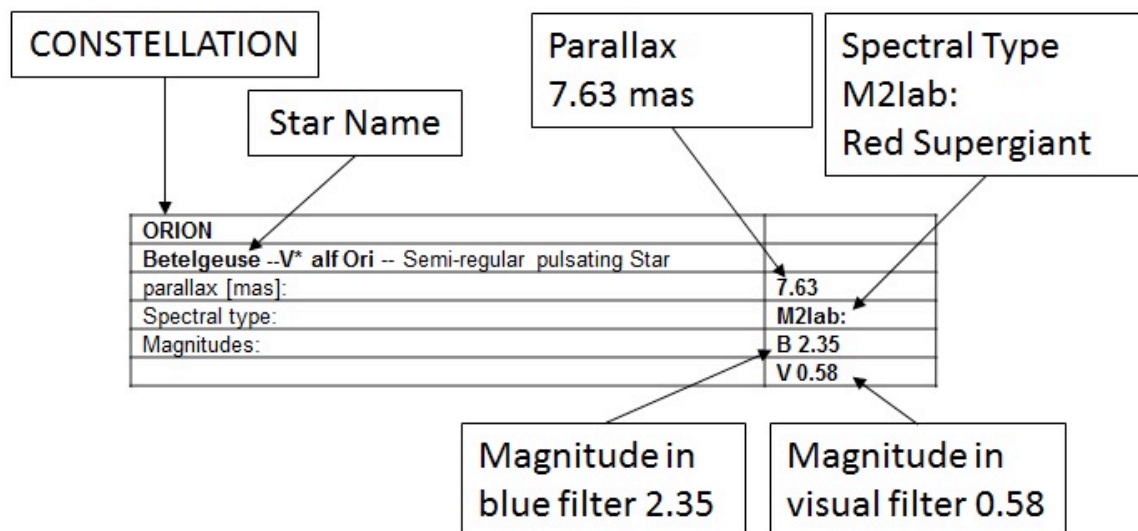 CONSTELLATION
Star Name
Parallax
7.63 mas
Spectral Type
M2Iab:
Red Supergiant
ORION
Betelgeuse --V* alf Ori -- Semi-regular pulsating Star
parallax [mas]: 7.63
Spectral type: M2Iab:
Magnitudes: B 2.35
V 0.58
Magnitude in
blue filter 2.35
Magnitude in
visual filter 0.58